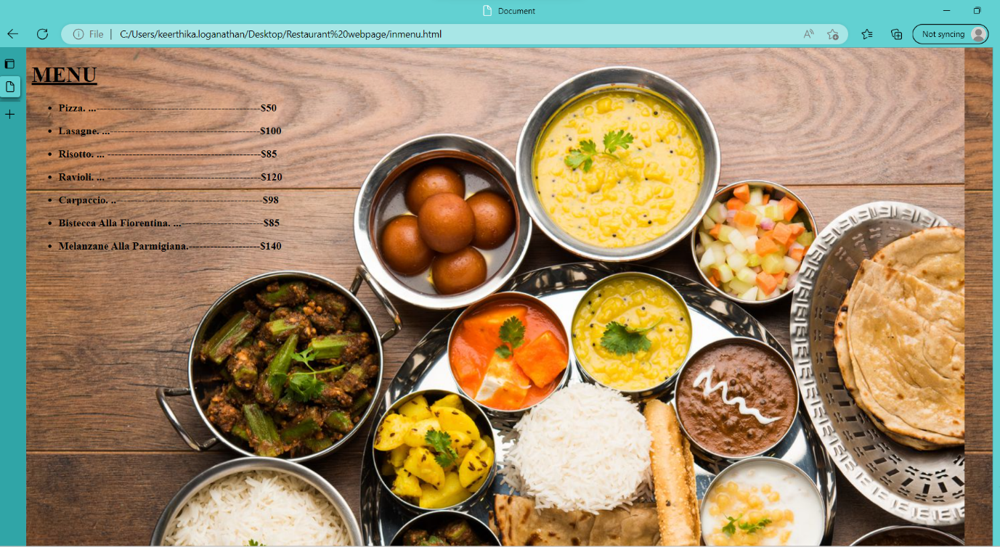 Document
File | C:/Users/keerthika.loganathan/Desktop/Restaurant%20webpage/inmenu.html
Not syncing
MENU
• Pizza. ...---------------------------------------------$50
• Lasagne. ...-----------------------------------------$100
• Risotto. ... ------------------------------------------$85
• Ravioli. ... ------------------------------------------$120
• Carpaccio. ..----------------------------------------$98
• Bistecca Alla Fiorentina. ...----------------------$85
• Melanzane Alla Parmigiana.--------------------$140